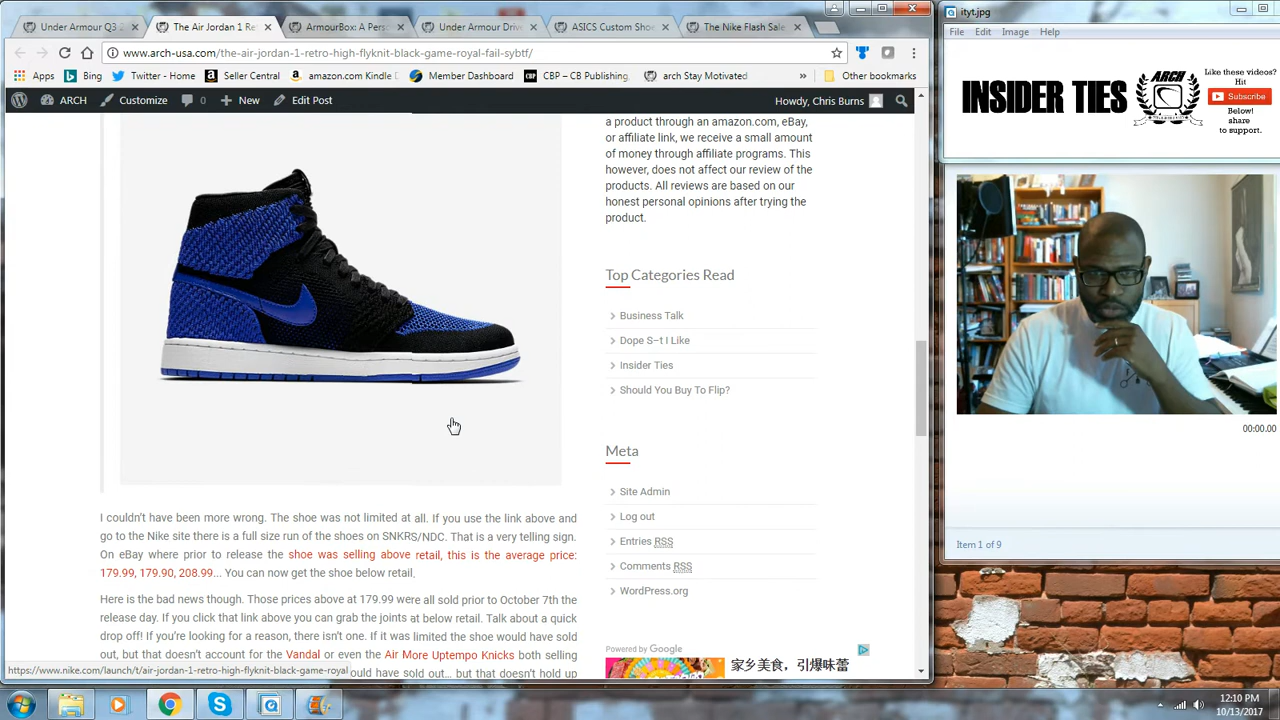 Under Armour Q3 2
The Air Jordan 1 Re
ArmourBox: A Perso
Under Armour Drive
ASICS Custom Shoe
The Nike Flash Sale
www.arch-usa.com/the-air-jordan-1-retro-high-flyknit-black-game-royal-fail-sybtf/
Apps
Bing
Twitter - Home
Seller Central
amazon.com Kindle D
Member Dashboard
CBP – CB Publishing
arch Stay Motivated
»
Other bookmarks
ARCH
Customize
0
New
Edit Post
Howdy, Chris Burns
a product through an amazon.com, eBay,
or affiliate link, we receive a small amount
of money through affiliate programs. This
however, does not affect our review of the
products. All reviews are based on our
honest personal opinions after trying the
product.
Top Categories Read
Business Talk
Dope S–t I Like
Insider Ties
Should You Buy To Flip?
Meta
Site Admin
Log out
Entries RSS
Comments RSS
WordPress.org
Powered by Google
家乡美食，引爆味蕾
I couldn't have been more wrong. The shoe was not limited at all. If you use the link above and
go to the Nike site there is a full size run of the shoes on SNKRS/NDC. That is a very telling sign.
On eBay where prior to release the shoe was selling above retail, this is the average price:
179.99, 179.90, 208.99... You can now get the shoe below retail.
Here is the bad news though. Those prices above at 179.99 were all sold prior to October 7th the
release day. If you click that link above you can grab the joints at below retail. Talk about a quick
drop off! If you're looking for a reason, there isn't one. If it was limited the shoe would have sold
out, but that doesn't account for the Vandal or even the Air More Uptempo Knicks both selling
ould have sold out... but that doesn't hold up
https://www.nike.com/launch/t/air-jordan-1-retro-high-flyknit-black-game-royal
ityt.jpg
File Edit Image Help
INSIDER TIES
ARCH
Like these videos?
Hit
Subscribe
Below!
share
to support.
00:00.00
Item 1 of 9
12:10 PM
10/13/2017